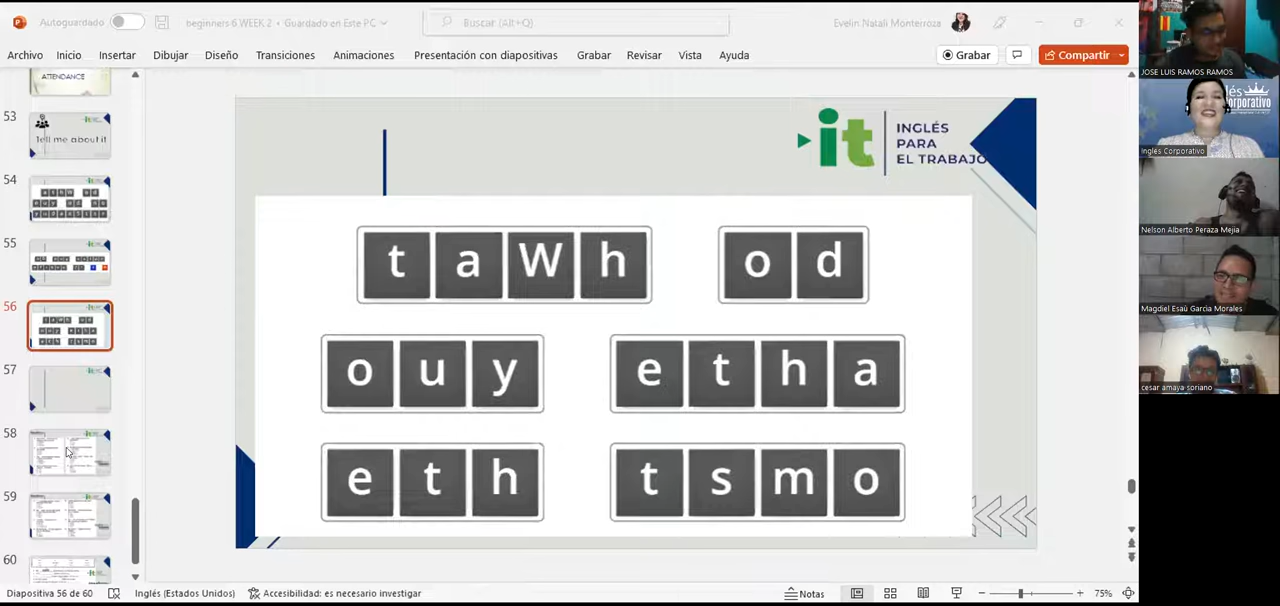 Autoguardado
beginners 6 WEEK 2 • Guardado en Este PC
Buscar (Alt+Q)
Evelin Natali Monterroza
Archivo Inicio Insertar Dibujar Diseño Transiciones Animaciones Presentación con diapositivas Grabar Revisar Vista Ayuda
Grabar
Compartir
ATTENDANCE
53
Tell me about it
54
55
56
57
58
59
60
it
INGLÉS
PARA
EL TRABAJO
t a W h o d
o u y e t h a
e t h t s m o
JOSE LUIS RAMOS RAMOS
Inglés Corporativo
Nelson Alberto Peraza Mejia
Magdiel Esaú Garcia Morales
cesar amaya soriano
Diapositiva 56 de 60
Inglés (Estados Unidos)
Accesibilidad: es necesario investigar
Notas
75%